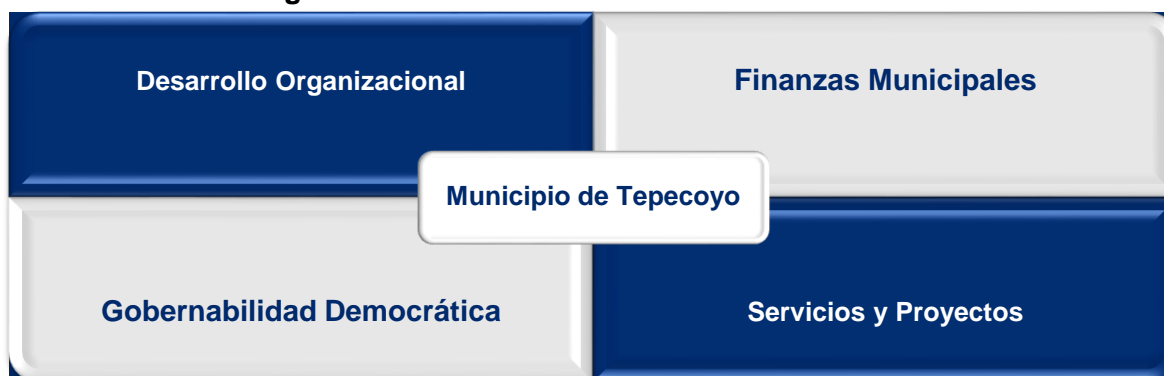 Desarrollo Organizacional
Finanzas Municipales
Municipio de Tepecoyo
Gobernabilidad Democrática
Servicios y Proyectos